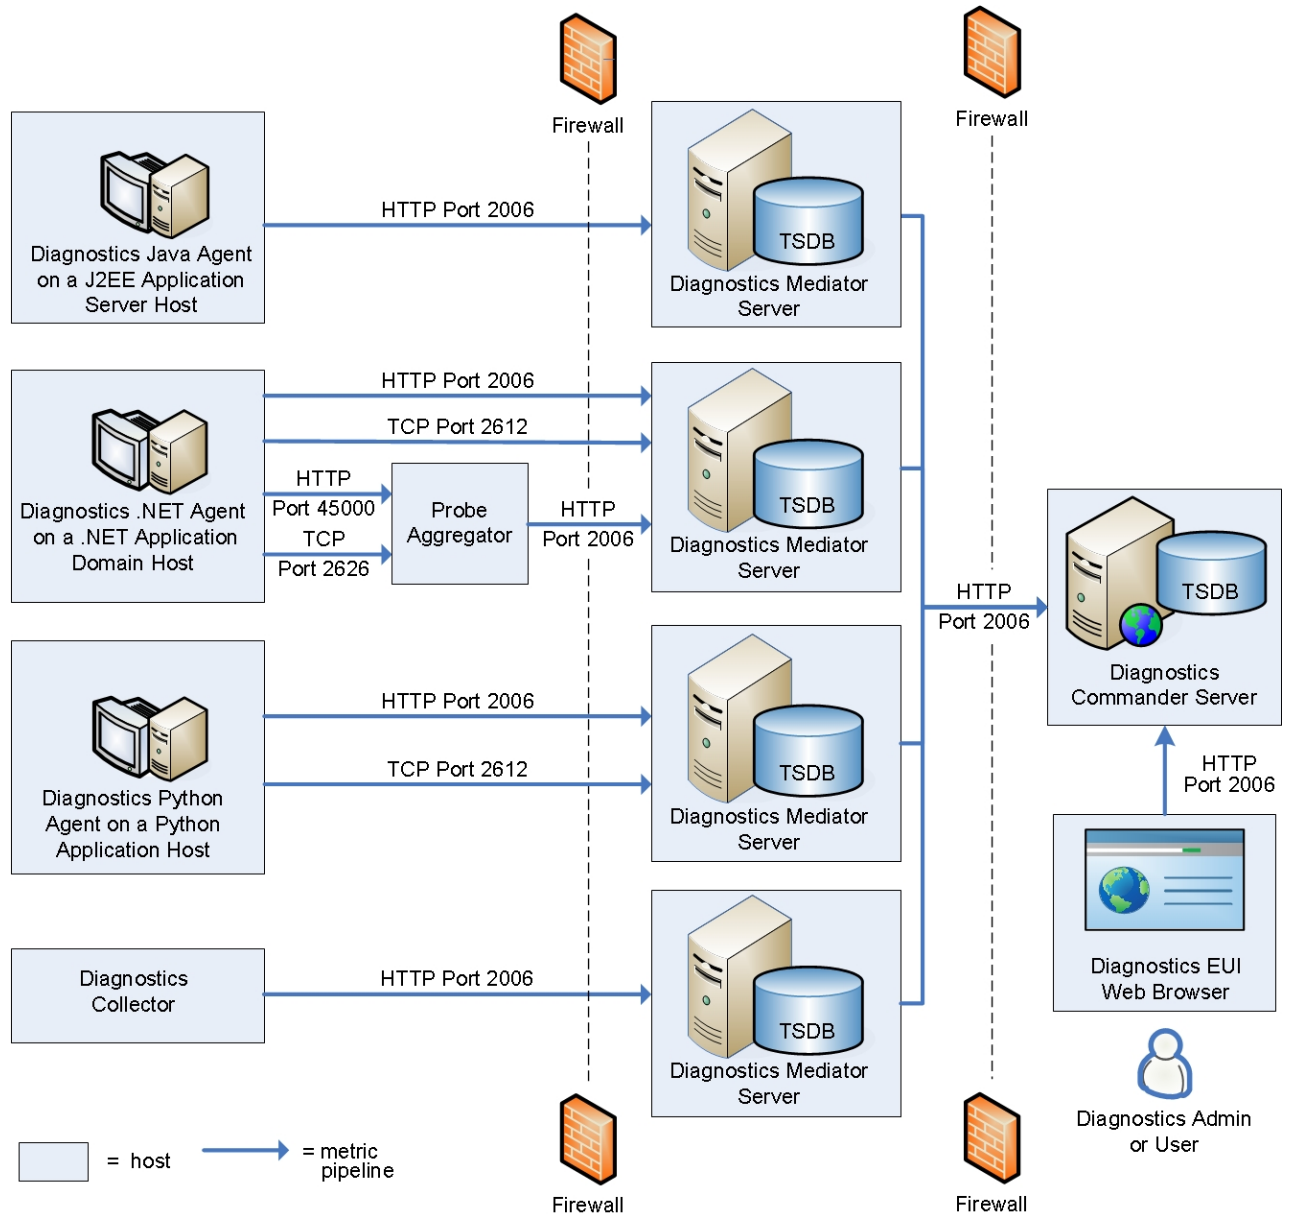 Firewall
Firewall
Diagnostics Java Agent
on a J2EE Application
Server Host
HTTP Port 2006
TSDB
Diagnostics Mediator
Server
Diagnostics .NET Agent
on a .NET Application
Domain Host
HTTP Port 2006
TCP Port 2612
HTTP
Port 45000
TCP
Port 2626
Probe
Aggregator
HTTP
Port 2006
TSDB
Diagnostics Mediator
Server
HTTP
Port 2006
TSDB
Diagnostics
Commander Server
Diagnostics Python
Agent on a Python
Application Host
HTTP Port 2006
TCP Port 2612
TSDB
Diagnostics Mediator
Server
HTTP
Port 2006
Diagnostics EUI
Web Browser
Diagnostics Admin
or User
Diagnostics
Collector
HTTP Port 2006
TSDB
Diagnostics Mediator
Server
= host
= metric
pipeline
Firewall
Firewall